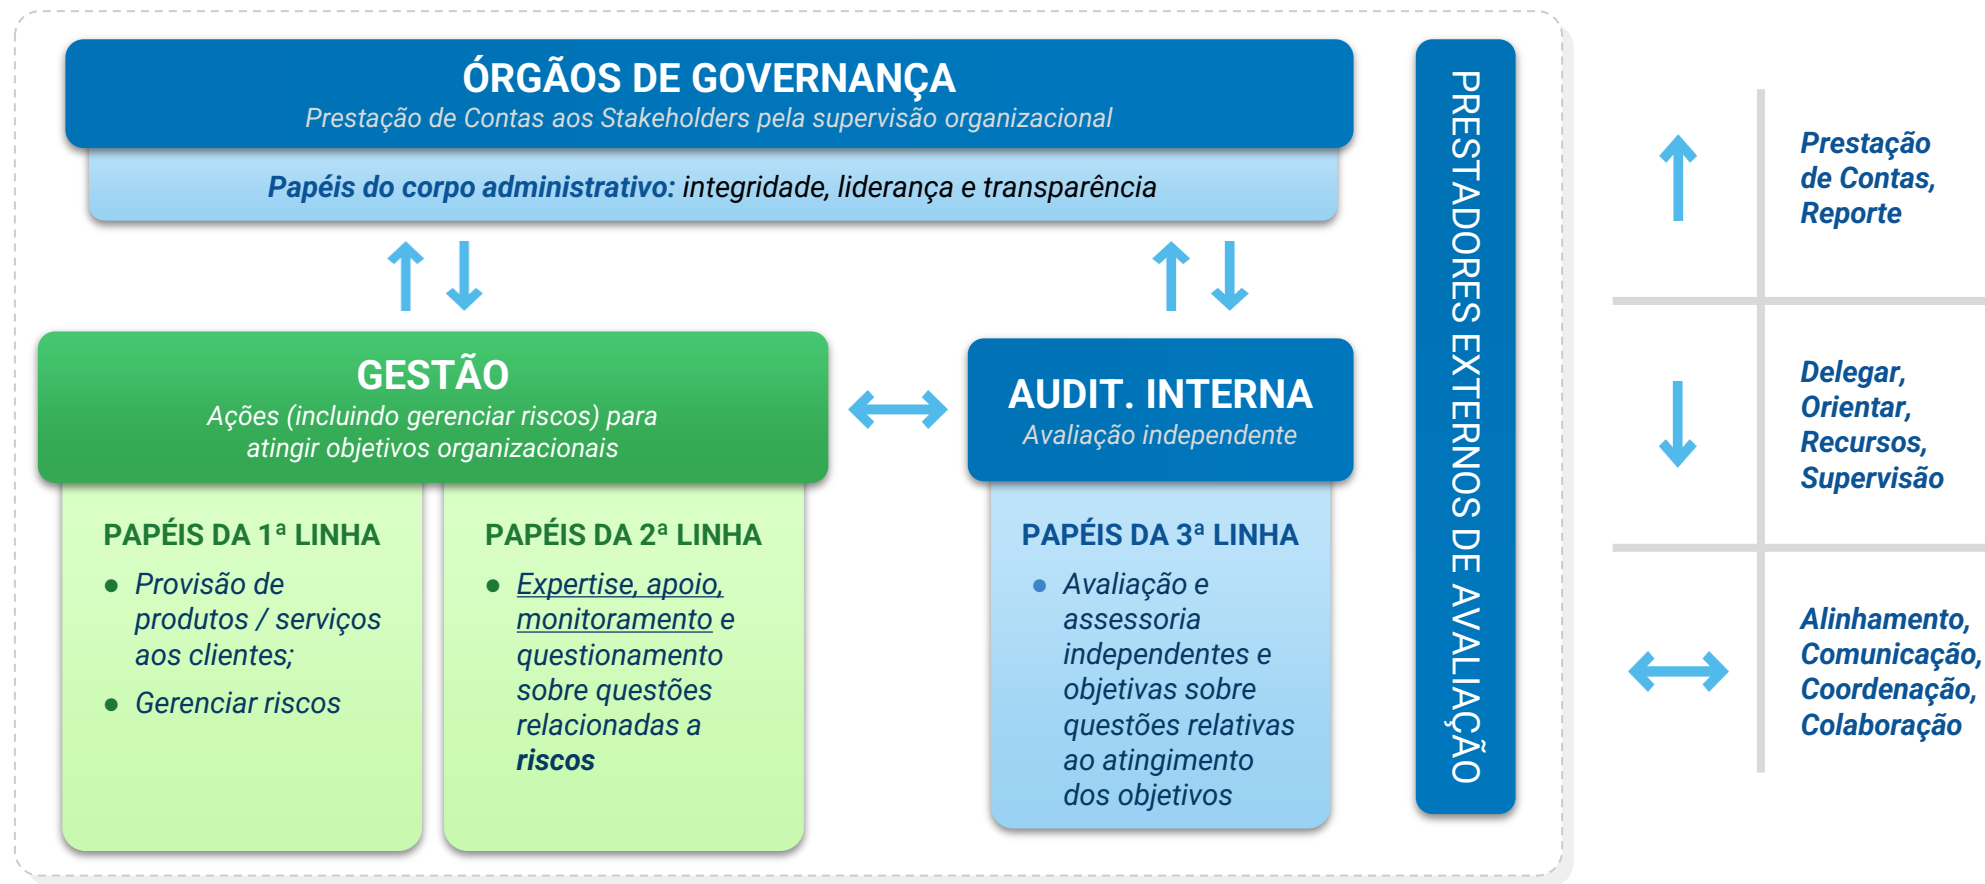 ÓRGÃOS DE GOVERNANÇA
Prestação de Contas aos Stakeholders pela supervisão organizacional
Papéis do corpo administrativo: integridade, liderança e transparência
GESTÃO
Ações (incluindo gerenciar riscos) para
atingir objetivos organizacionais
PAPÉIS DA 1ª LINHA
● Provisão de
produtos / serviços
aos clientes;
● Gerenciar riscos
PAPÉIS DA 2ª LINHA
● Expertise, apoio,
monitoramento e
questionamento
sobre questões
relacionadas a
riscos
AUDIT. INTERNA
Avaliação independente
PAPÉIS DA 3ª LINHA
● Avaliação e
assessoria
independentes e
objetivas sobre
questões relativas
ao atingimento
dos objetivos
PRESTADORES EXTERNOS DE AVALIAÇÃO
Prestação
de Contas,
Reporte
Delegar,
Orientar,
Recursos,
Supervisão
Alinhamento,
Comunicação,
Coordenação,
Colaboração